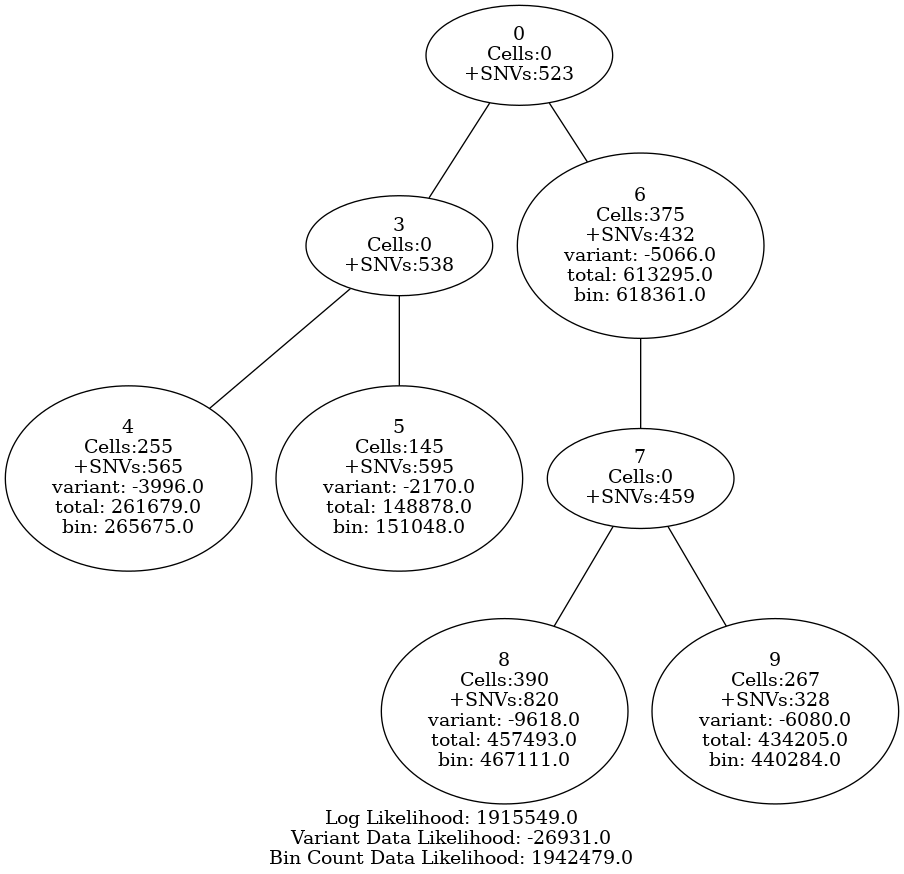 0
Cells:0
+SNVs:523
6
Cells:375
+SNVs:432
variant: -5066.0
total: 613295.0
bin: 618361.0
3
Cells:0
+SNVs:538
4
Cells:255
+SNVs:565
variant: -3996.0
total: 261679.0
bin: 265675.0
5
Cells:145
+SNVs:595
variant: -2170.0
total: 148878.0
bin: 151048.0
7
Cells:0
+SNVs:459
8
Cells:390
+SNVs:820
variant: -9618.0
total: 457493.0
bin: 467111.0
9
Cells:267
+SNVs:328
variant: -6080.0
total: 434205.0
bin: 440284.0
Log Likelihood: 1915549.0
Variant Data Likelihood: -26931.0
Bin Count Data Likelihood: 1942479.0